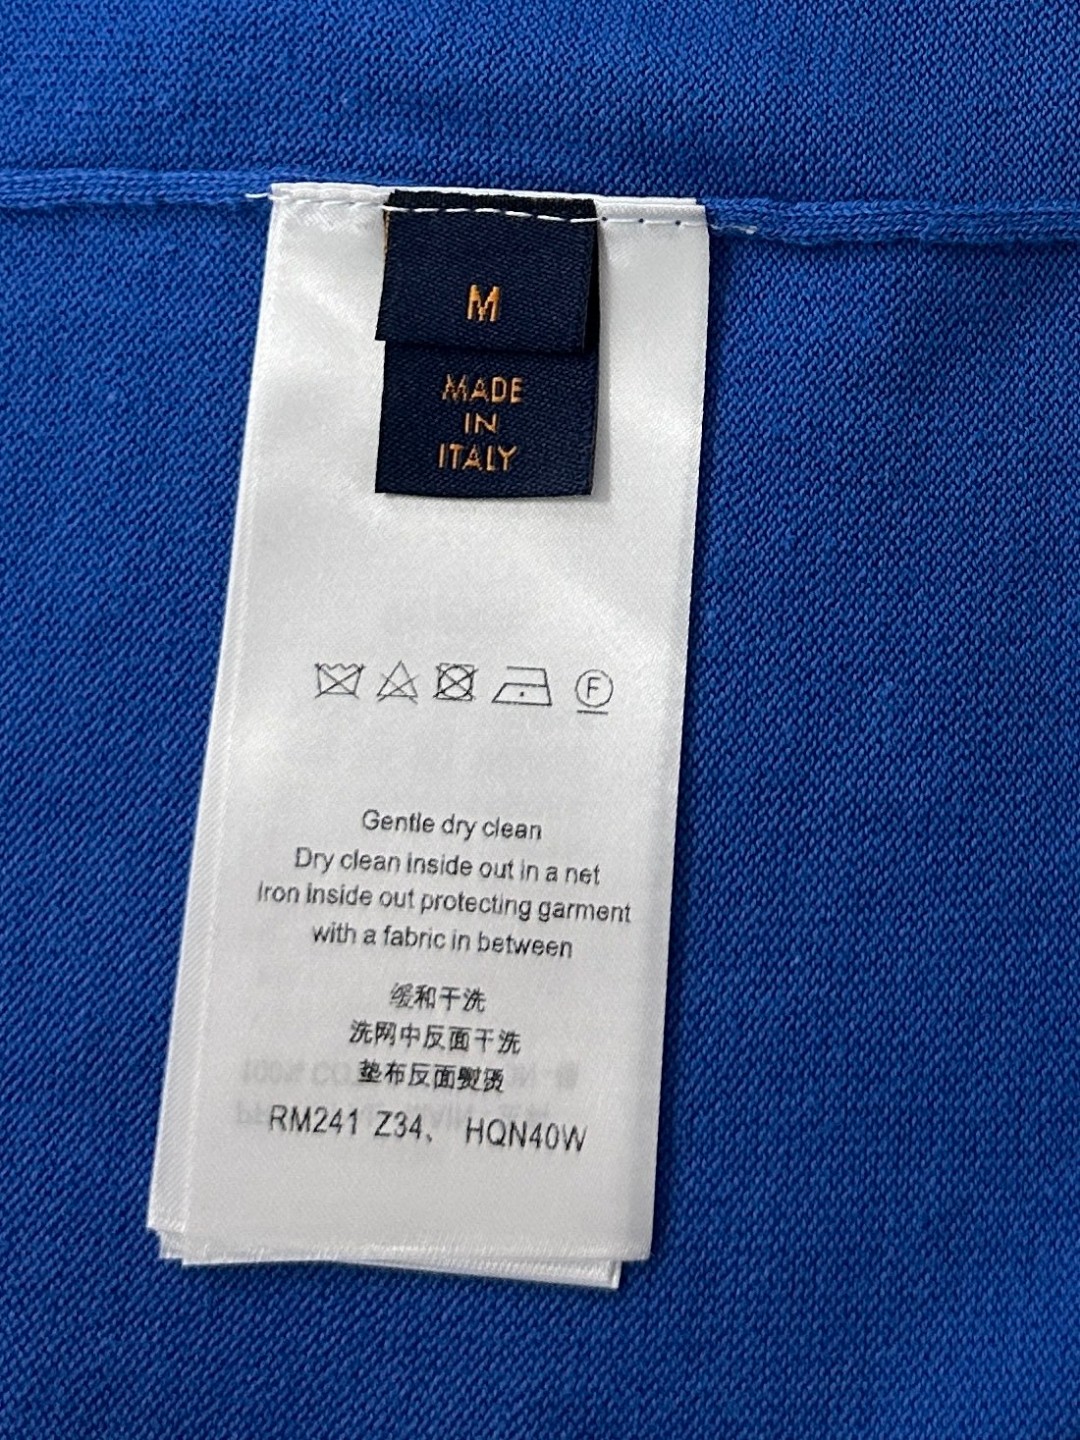 M
MADE
IN
ITALY
F
Gentle dry clean
Dry clean inside out in a net
Iron inside out protecting garment
with a fabric in between
缓和干洗
洗网中反面干洗
垫布反面熨烫
RM241 Z34、 HQN40W